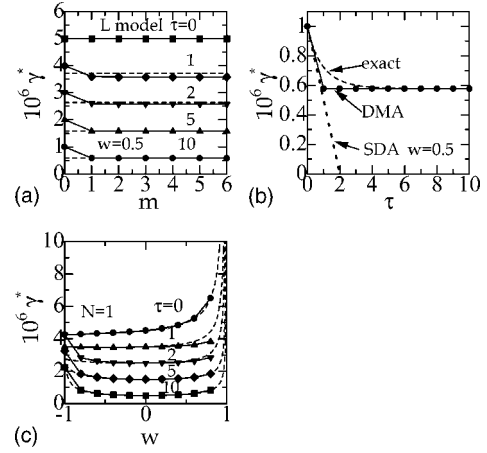 6
5
4
3
2
1
0
10⁶ γ*
L model τ=0
1
2
5
w=0.5 10
0 1 2 3 4 5 6
m
(a)
1
0.8
0.6
0.4
0.2
0
10⁶ γ*
exact
DMA
SDA w=0.5
0 2 4 6 8 10
τ
(b)
10
8
6
4
2
0
10⁶ γ*
N=1 τ=0
1
2
5
10
-1 0 1
w
(c)